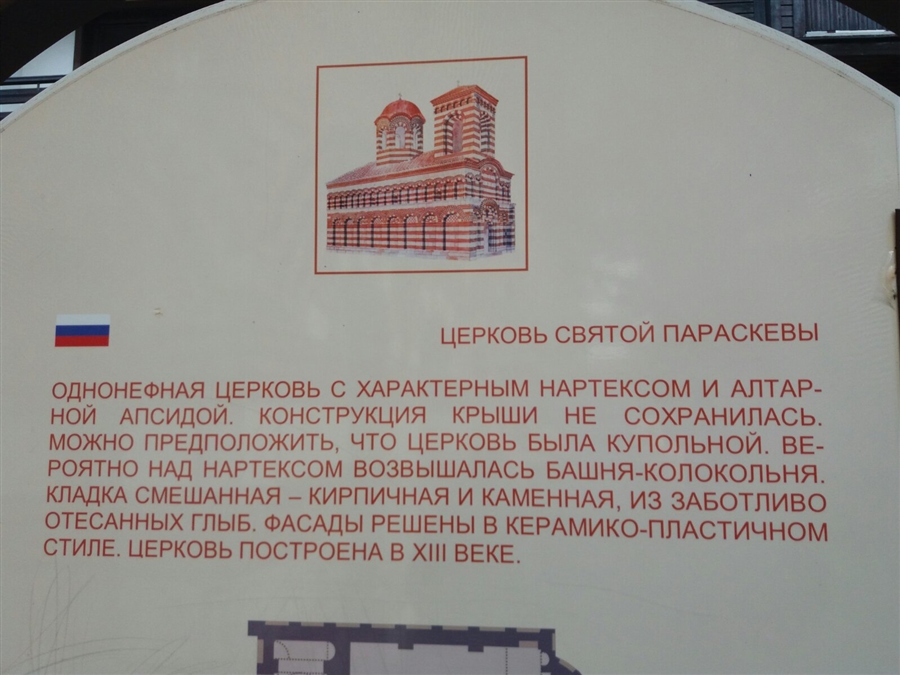 ЦЕРКОВЬ СВЯТОЙ ПАРАСКЕВЫ
ОДНОНЕФНАЯ ЦЕРКОВЬ С ХАРАКТЕРНЫМ НАРТЕКСОМ И АЛТАР-
НОЙ АПСИДОЙ. КОНСТРУКЦИЯ КРЫШИ НЕ СОХРАНИЛАСЬ.
МОЖНО ПРЕДПОЛОЖИТЬ, ЧТО ЦЕРКОВЬ БЫЛА КУПОЛЬНОЙ. ВЕ-
РОЯТНО НАД НАРТЕКСОМ ВОЗВЫШАЛАСЬ БАШНЯ-КОЛОКОЛЬНЯ.
КЛАДКА СМЕШАННАЯ – КИРПИЧНАЯ И КАМЕННАЯ, ИЗ ЗАБОТЛИВО
ОТЕСАННЫХ ГЛЫБ. ФАСАДЫ РЕШЕНЫ В КЕРАМИКО-ПЛАСТИЧНОМ
СТИЛЕ. ЦЕРКОВЬ ПОСТРОЕНА В XIII ВЕКЕ.